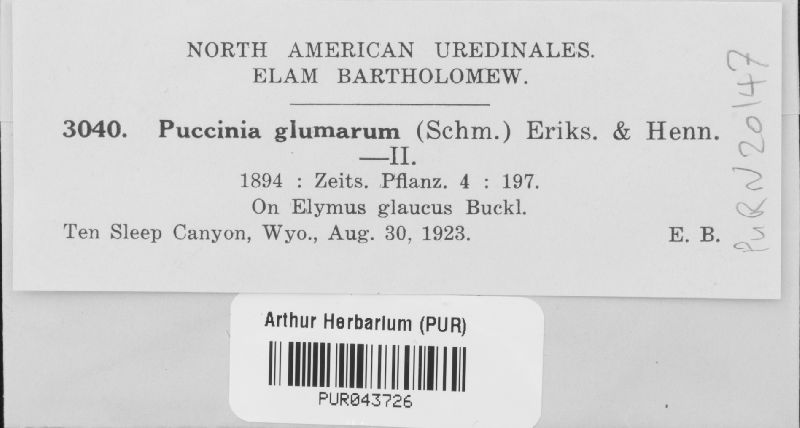 NORTH AMERICAN UREDINALES.
ELAM BARTHOLOMEW.
3040. Puccinia glumarum (Schm.) Eriks. & Henn.
—II.
1894 : Zeits. Pflanz. 4 : 197.
On Elymus glaucus Buckl.
Ten Sleep Canyon, Wyo., Aug. 30, 1923. E. B.
PUR N20147
Arthur Herbarium (PUR)
PUR043726